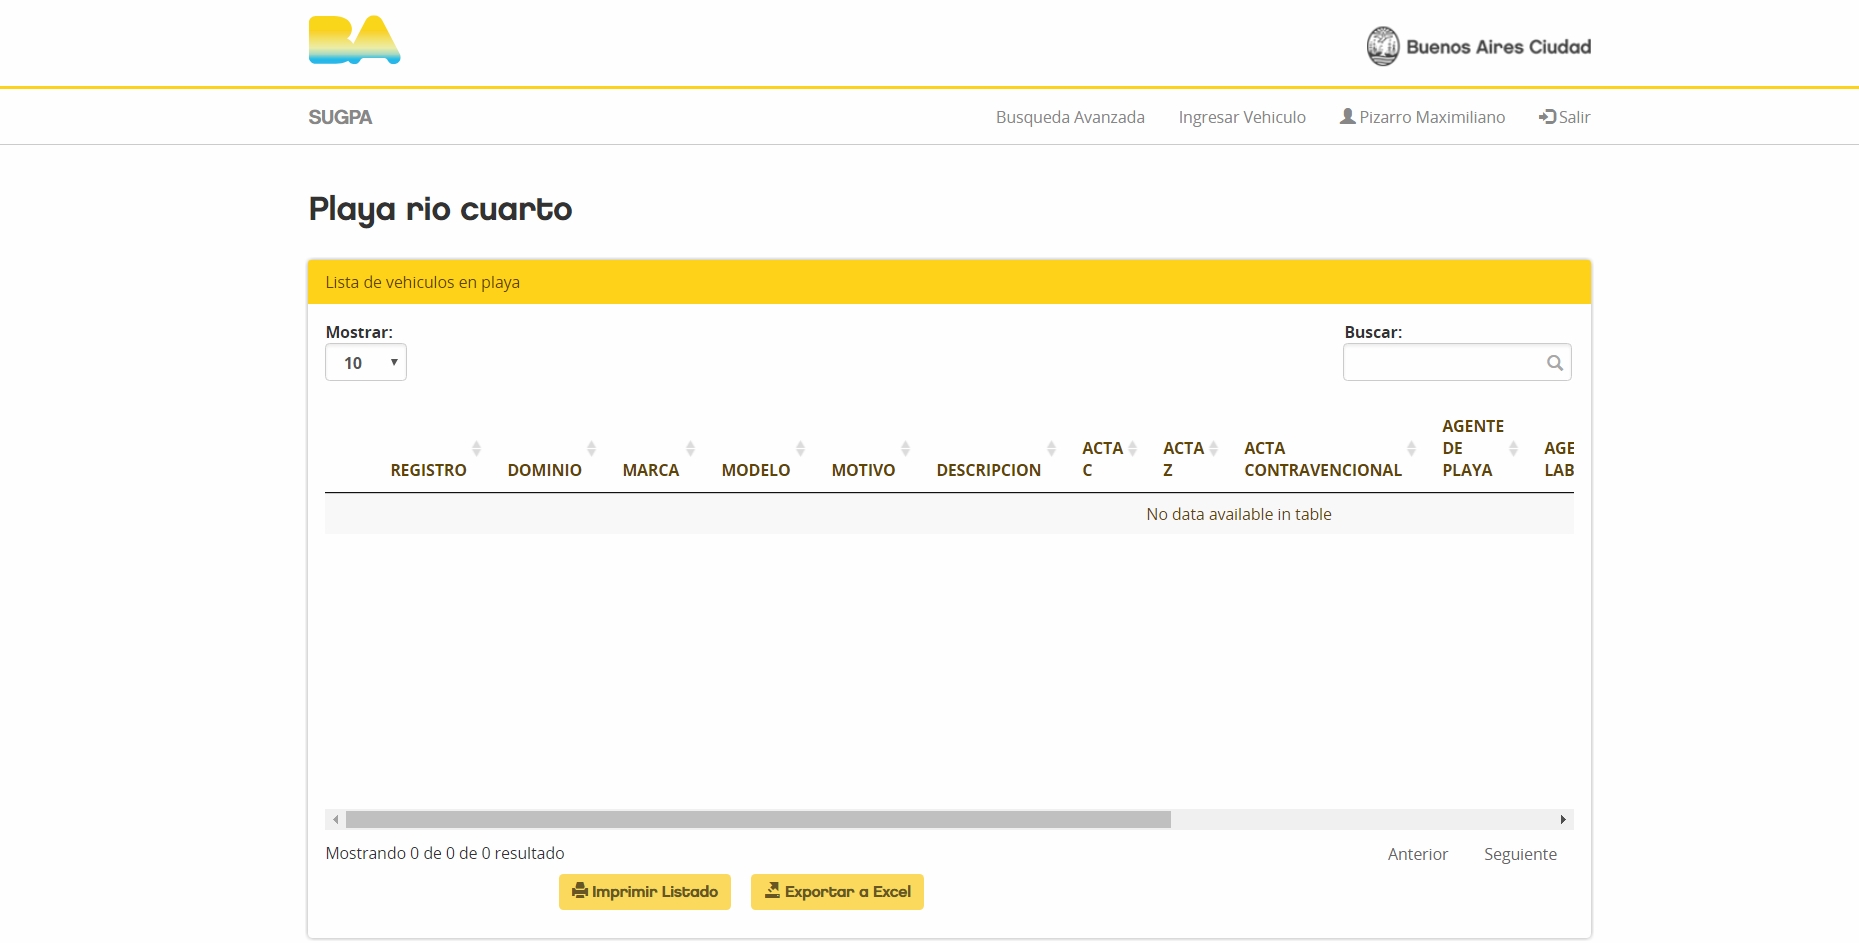 BA
Buenos Aires Ciudad
SUGPA
Busqueda Avanzada
Ingresar Vehiculo
Pizarro Maximiliano
Salir
Playa rio cuarto
Lista de vehiculos en playa
Mostrar:
10
Buscar:
REGISTRO
DOMINIO
MARCA
MODELO
MOTIVO
DESCRIPCION
ACTA
C
ACTA
Z
ACTA
CONTRAVENCIONAL
AGENTE
DE
PLAYA
AGE
LAB
No data available in table
Mostrando 0 de 0 de 0 resultado
Anterior
Seguiente
Imprimir Listado
Exportar a Excel